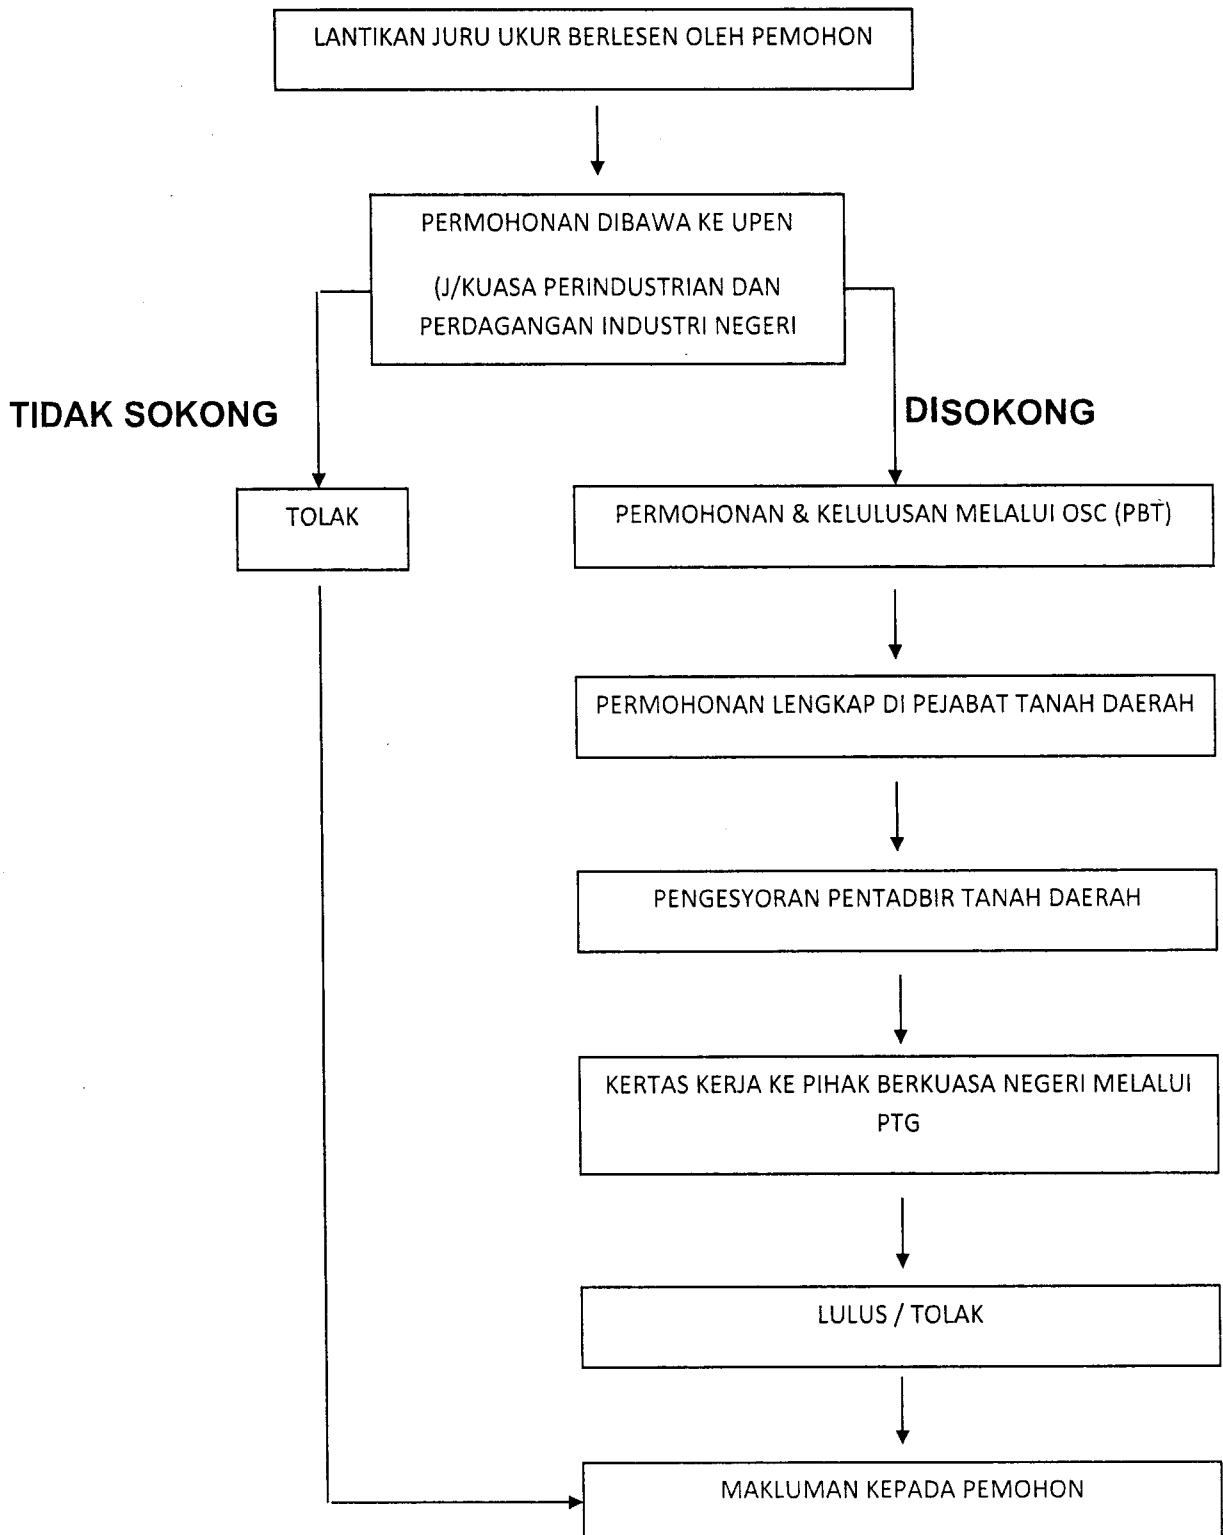 LANTIKAN JURU UKUR BERLESEN OLEH PEMOHON
PERMOHONAN DIBAWA KE UPEN
(J/KUASA PERINDUSTRIAN DAN
PERDAGANGAN INDUSTRI NEGERI
TIDAK SOKONG
DISOKONG
TOLAK
PERMOHONAN & KELULUSAN MELALUI OSC (PBT)
PERMOHONAN LENGKAP DI PEJABAT TANAH DAERAH
PENGESYORAN PENTADBIR TANAH DAERAH
KERTAS KERJA KE PIHAK BERKUASA NEGERI MELALUI
PTG
LULUS / TOLAK
MAKLUMAN KEPADA PEMOHON